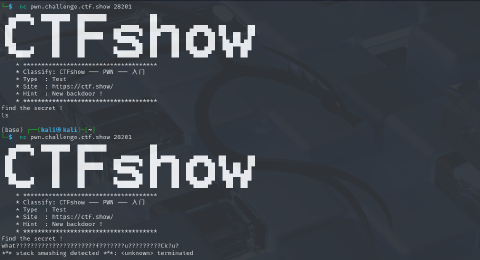 $ nc pwn.challenge.ctf.show 28201
CTFshow
* *************************************
* Classify: CTFshow --- PWN --- 入门
* Type : Test
* Site : https://ctf.show/
* Hint : New backdoor !
* *************************************
Find the secret !
ls
(base) ┌──(kali㉿kali)-[~]
└─$ nc pwn.challenge.ctf.show 28201
CTFshow
* *************************************
* Classify: CTFshow --- PWN --- 入门
* Type : Test
* Site : https://ctf.show/
* Hint : New backdoor !
* *************************************
Find the secret !
*** stack smashing detected ***: <unknown> terminated